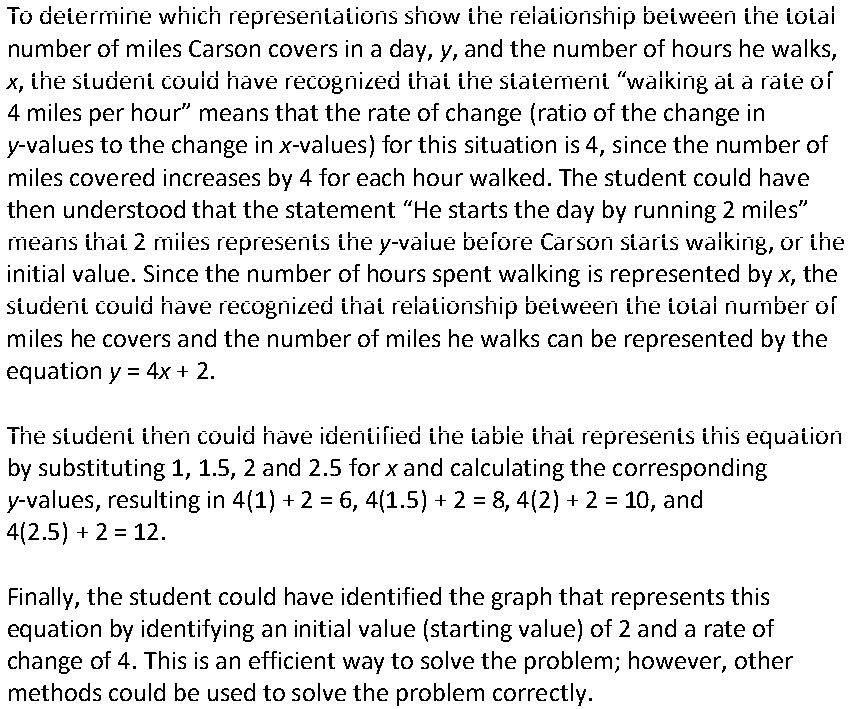 To determine which representations show the relationship between the total
number of miles Carson covers in a day, y, and the number of hours he walks,
x, the student could have recognized that the statement “walking at a rate of
4 miles per hour” means that the rate of change (ratio of the change in
y-values to the change in x-values) for this situation is 4, since the number of
miles covered increases by 4 for each hour walked. The student could have
then understood that the statement “He starts the day by running 2 miles”
means that 2 miles represents the y-value before Carson starts walking, or the
initial value. Since the number of hours spent walking is represented by x, the
student could have recognized that relationship between the total number of
miles he covers and the number of miles he walks can be represented by the
equation y = 4x + 2.
The student then could have identified the table that represents this equation
by substituting 1, 1.5, 2 and 2.5 for x and calculating the corresponding
y-values, resulting in 4(1) + 2 = 6, 4(1.5) + 2 = 8, 4(2) + 2 = 10, and
4(2.5) + 2 = 12.
Finally, the student could have identified the graph that represents this
equation by identifying an initial value (starting value) of 2 and a rate of
change of 4. This is an efficient way to solve the problem; however, other
methods could be used to solve the problem correctly.